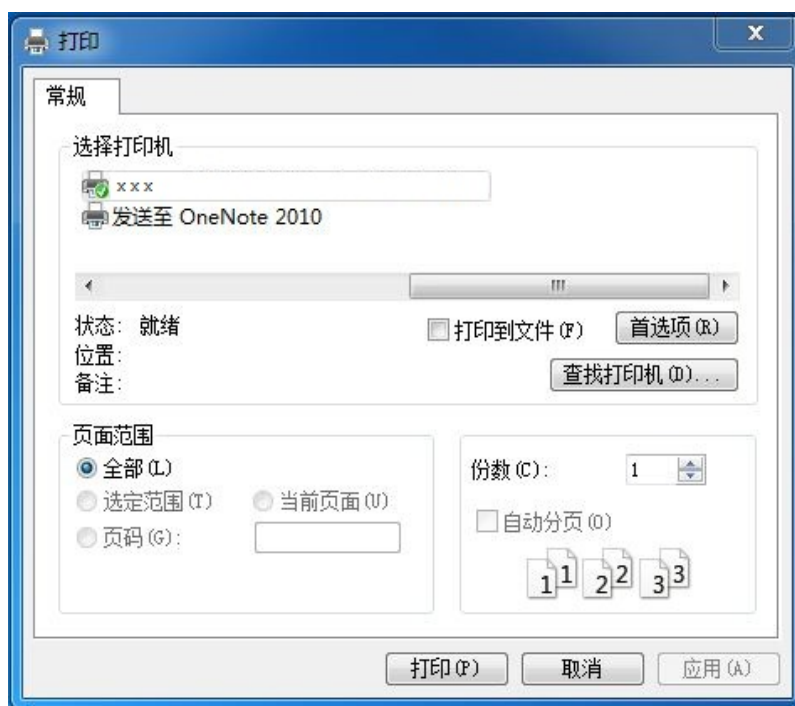 打印
常规
选择打印机
xxx
发送至 OneNote 2010
状态: 就绪
打印到文件(F)
首选项(R)
位置:
查找打印机(D)...
备注:
页面范围
全部(L)
选定范围(T)
当前页面(U)
页码(G):
份数(C): 1
自动分页(O)
1 1 2 2 3 3
打印(P)
取消
应用(A)